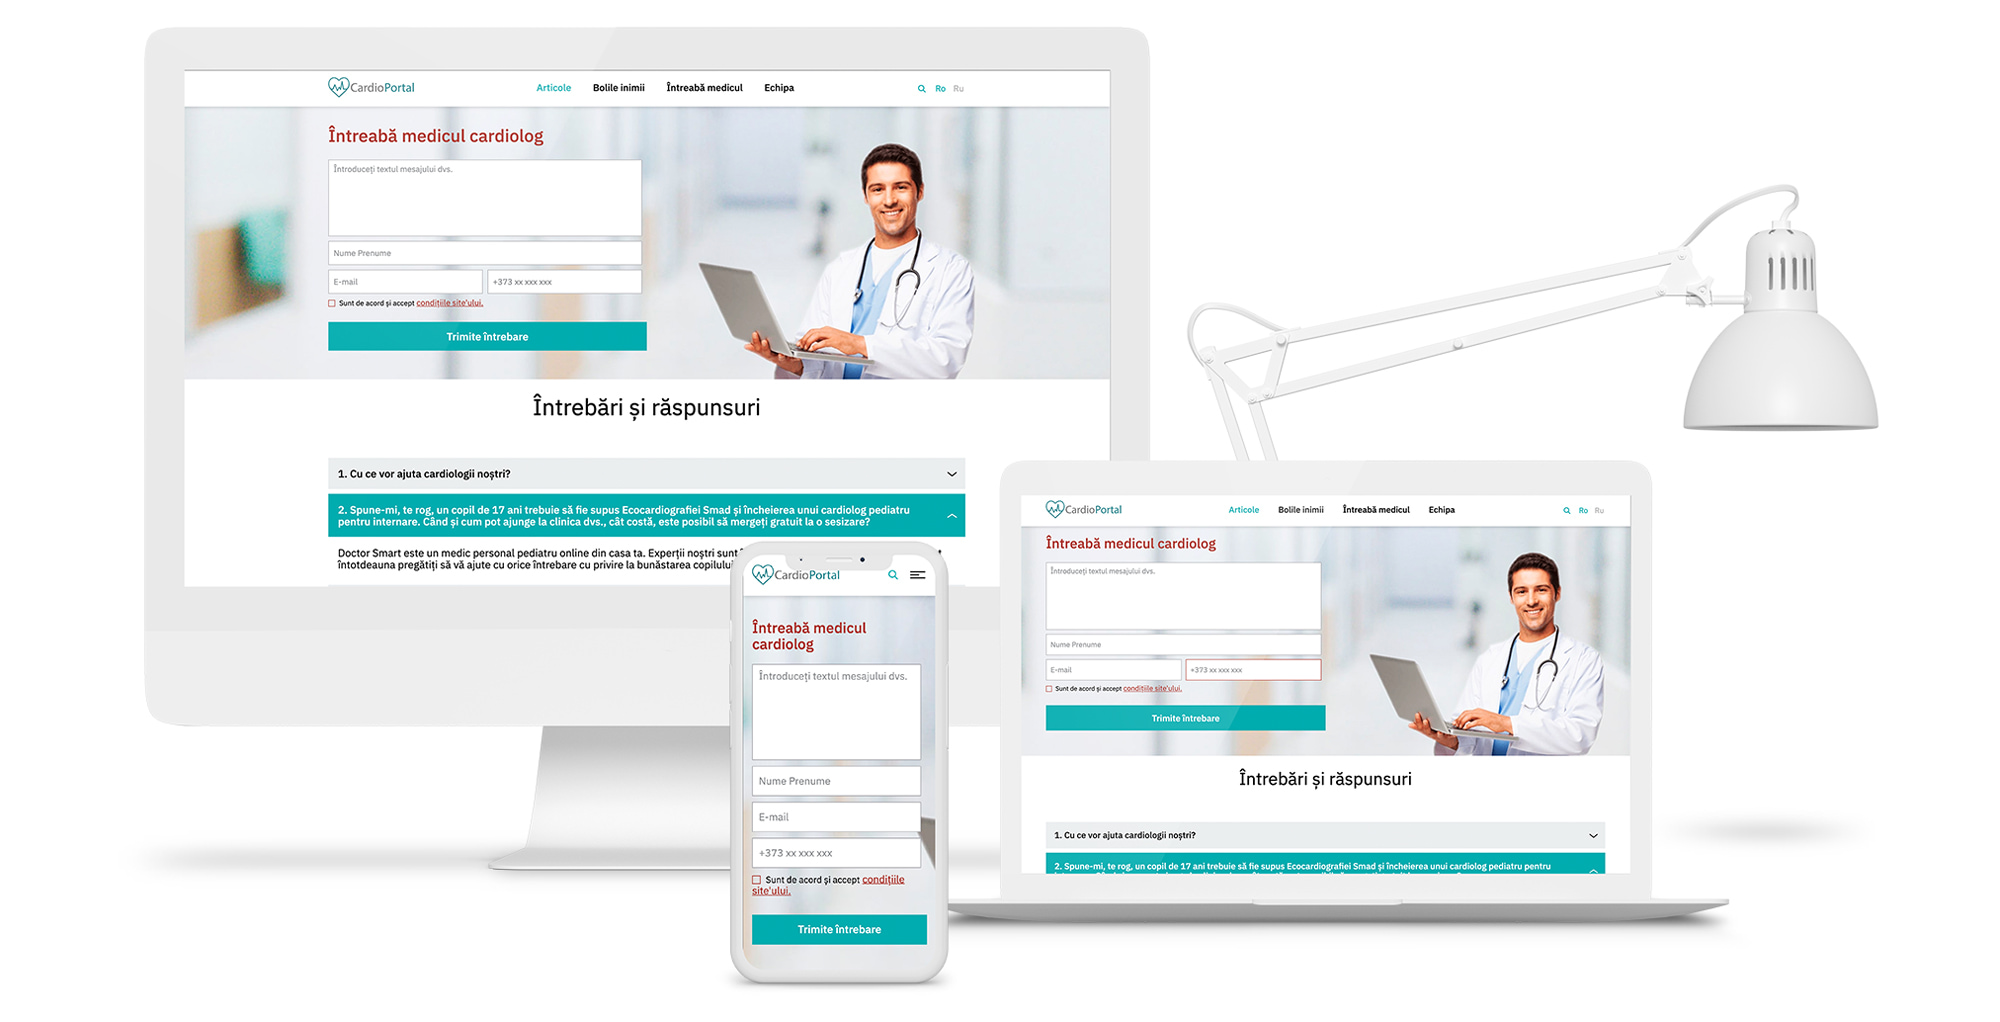 CardioPortal
Articole
Bolile inimii
Întreabă medicul
Echipa
Ro
Ru
Întreabă medicul cardiolog
Întroduceți textul mesajului dvs.
Nume Prenume
E-mail
+373 xx xxx xxx
Sunt de acord și accept condițiile site'ului.
Trimite întrebare
Întrebări și răspunsuri
1. Cu ce vor ajuta cardiologii noștri?
2. Spune-mi, te rog, un copil de 17 ani trebuie să fie supus Ecocardiografiei Smad și încheierea unui cardiolog pediatru
pentru internare. Când și cum pot ajunge la clinica dvs., cât costă, este posibil să mergeți gratuit la o sesizare?
Doctor Smart este un medic personal pediatru online din casa ta. Experții noștri sunt
întotdeauna pregătiți să vă ajute cu orice întrebare cu privire la bunăstarea copilului
CardioPortal
Întreabă medicul
cardiolog
Întroduceți textul mesajului dvs.
Nume Prenume
E-mail
+373 xx xxx xxx
Sunt de acord și accept condițiile
site'ului.
Trimite întrebare
CardioPortal
Articole
Bolile inimii
Întreabă medicul
Echipa
Ro
Ru
Întreabă medicul cardiolog
Întroduceți textul mesajului dvs.
Nume Prenume
E-mail
+373 xx xxx xxx
Sunt de acord și accept condițiile site'ului.
Trimite întrebare
Întrebări și răspunsuri
1. Cu ce vor ajuta cardiologii noștri?
2. Spune-mi, te rog, un copil de 17 ani trebuie să fie supus Ecocardiografiei Smad și încheierea unui cardiolog pediatru pentru